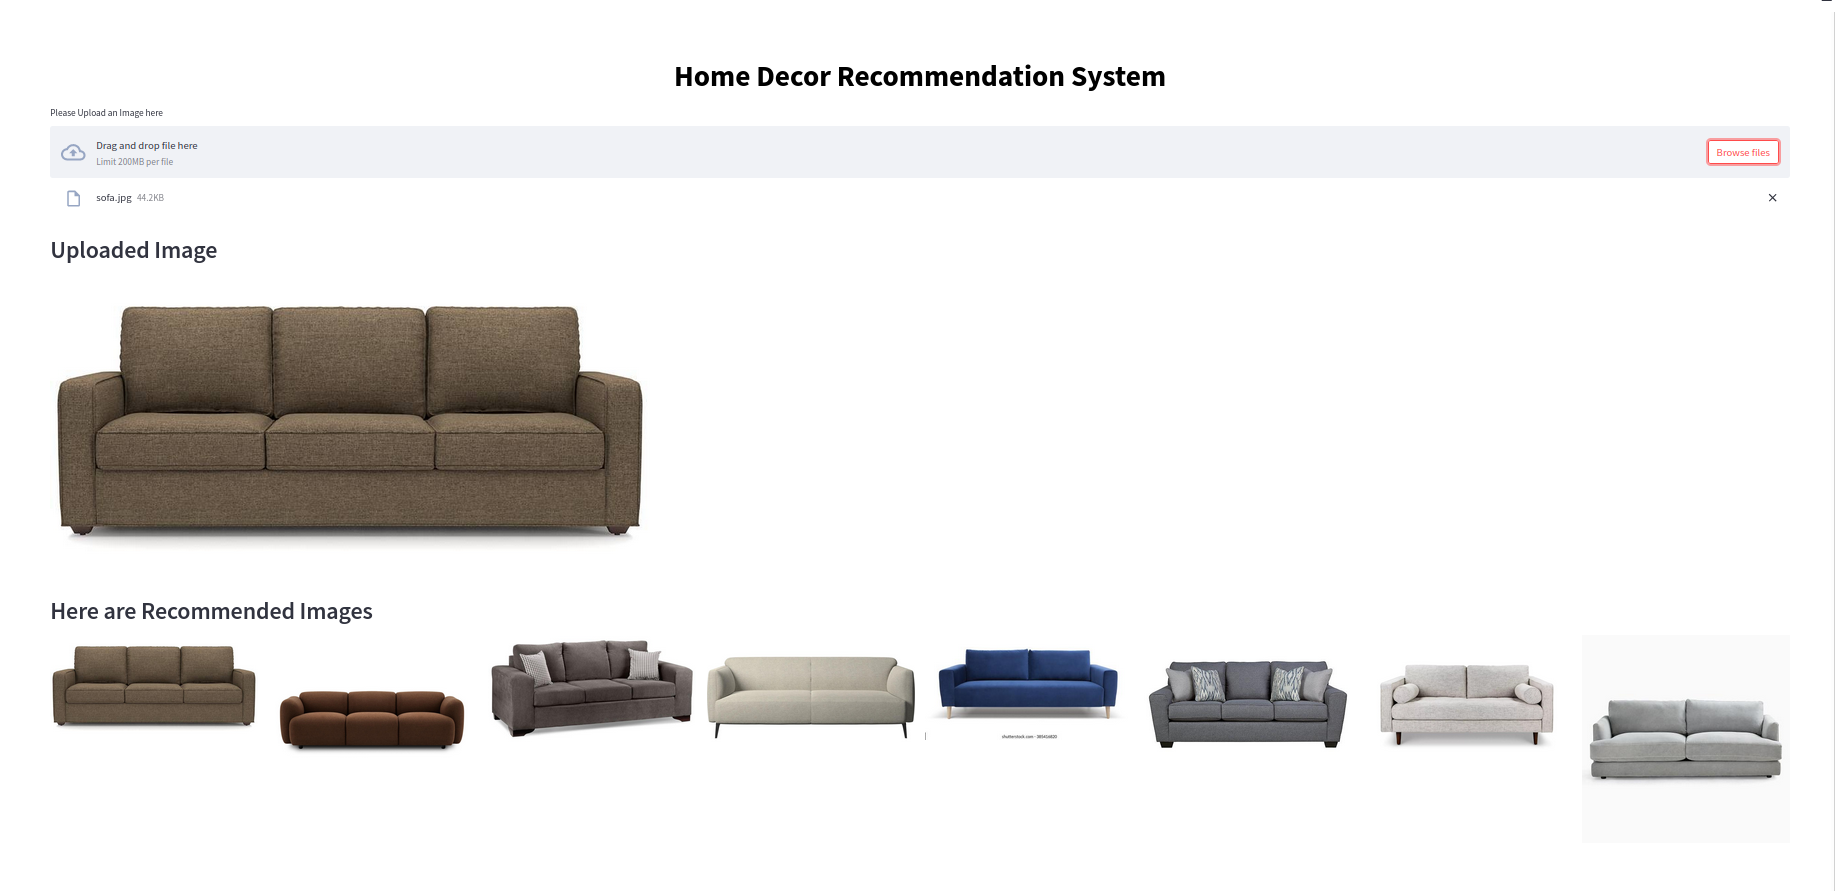 Home Decor Recommendation System
Please Upload an Image here
Drag and drop file here
Limit 200MB per file
Browse files
sofa.jpg 44.2KB
Uploaded Image
Here are Recommended Images